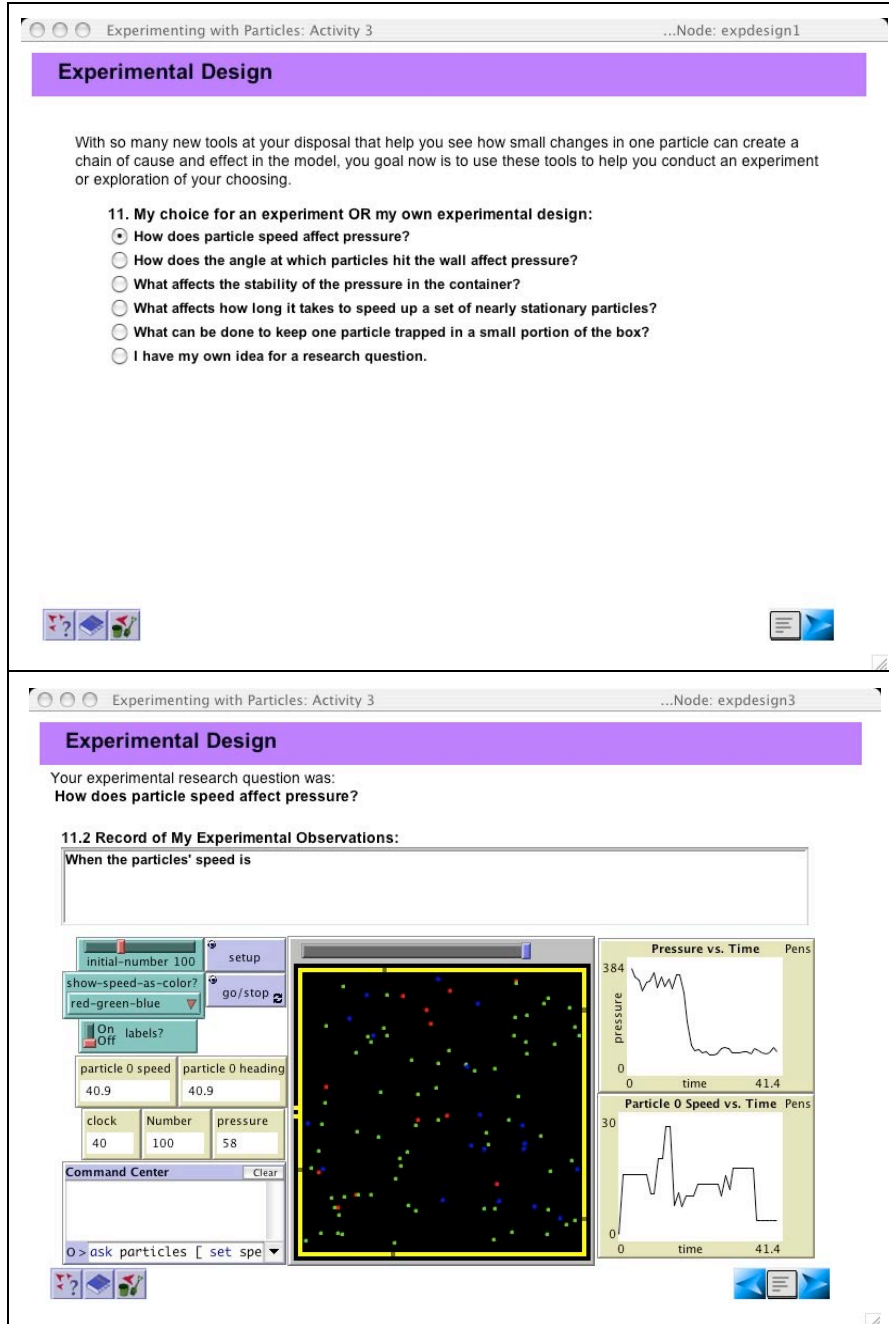 Experimenting with Particles: Activity 3 ...Node: expdesign1
Experimental Design
With so many new tools at your disposal that help you see how small changes in one particle can create a
chain of cause and effect in the model, you goal now is to use these tools to help you conduct an experiment
or exploration of your choosing.
11. My choice for an experiment OR my own experimental design:
How does particle speed affect pressure?
How does the angle at which particles hit the wall affect pressure?
What affects the stability of the pressure in the container?
What affects how long it takes to speed up a set of nearly stationary particles?
What can be done to keep one particle trapped in a small portion of the box?
I have my own idea for a research question.
?
Experimenting with Particles: Activity 3 ...Node: expdesign3
Experimental Design
Your experimental research question was:
How does particle speed affect pressure?
11.2 Record of My Experimental Observations:
When the particles' speed is
initial-number 100 setup
show-speed-as-color?
red-green-blue go/stop
On
Off labels?
particle 0 speed particle 0 heading
40.9 40.9
clock Number pressure
40 100 58
Command Center Clear
O> ask particles [ set spe
Pressure vs. Time Pens
384
pressure
0
0 time 41.4
Particle 0 Speed vs. Time Pens
30
0
0 time 41.4
?